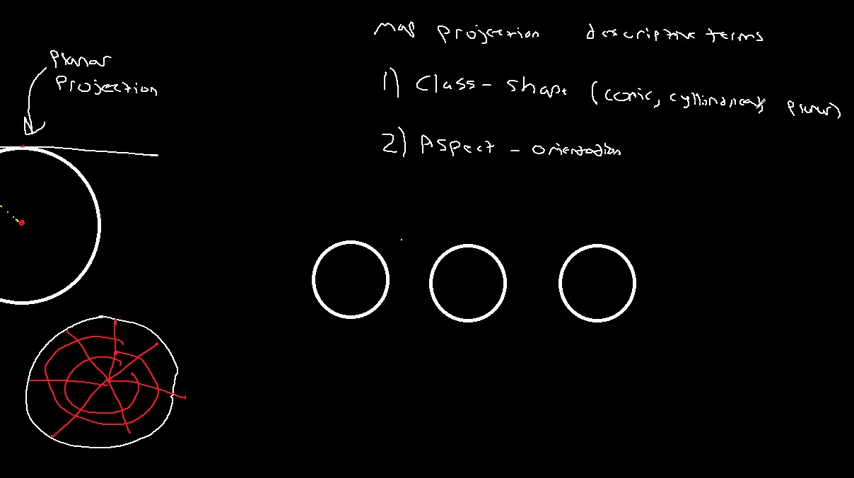 Planar
Projection
Map projection descriptive terms
1) Class - shape (conic, cylindrical, planar)
2) Aspect - orientation